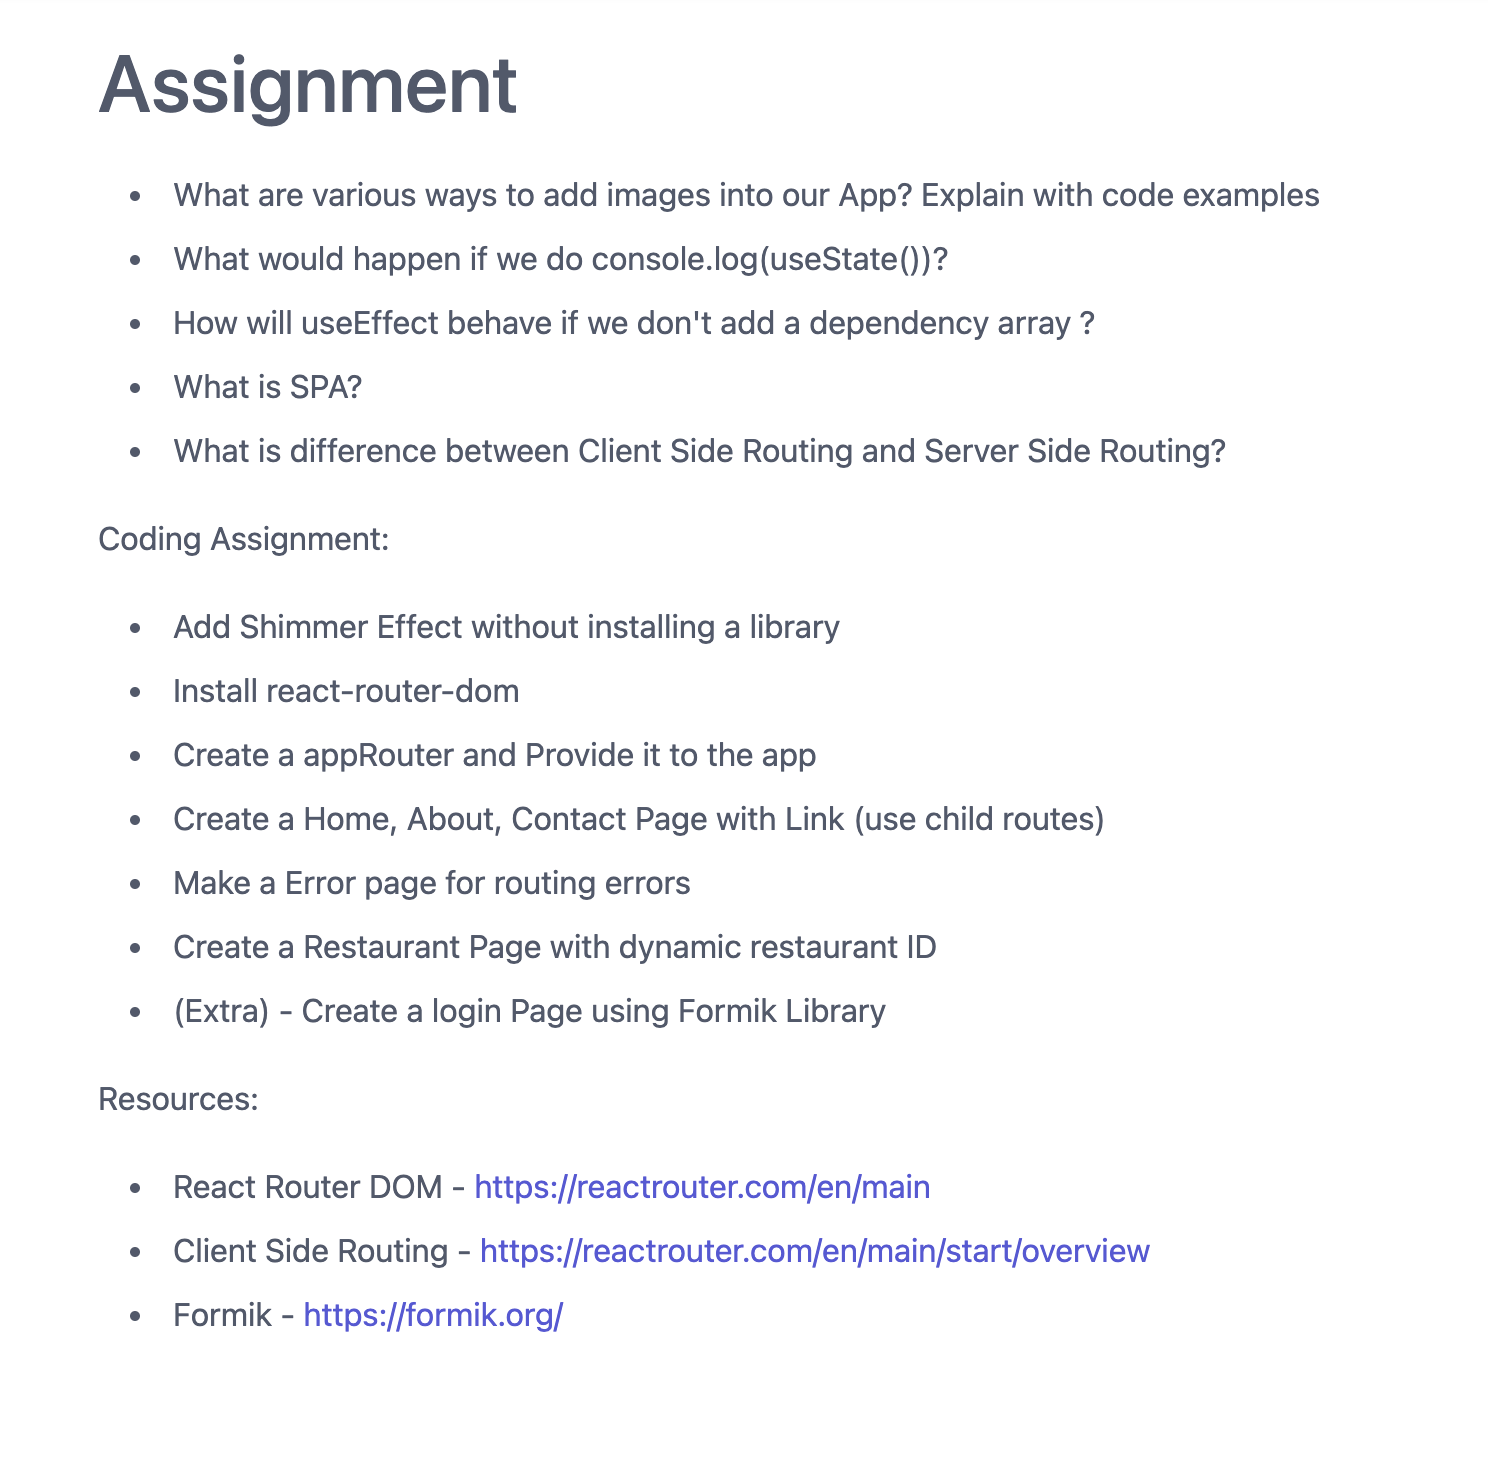 Assignment
• What are various ways to add images into our App? Explain with code examples
• What would happen if we do console.log(useState())?
• How will useEffect behave if we don't add a dependency array ?
• What is SPA?
• What is difference between Client Side Routing and Server Side Routing?
Coding Assignment:
• Add Shimmer Effect without installing a library
• Install react-router-dom
• Create a appRouter and Provide it to the app
• Create a Home, About, Contact Page with Link (use child routes)
• Make a Error page for routing errors
• Create a Restaurant Page with dynamic restaurant ID
• (Extra) - Create a login Page using Formik Library
Resources:
• React Router DOM - https://reactrouter.com/en/main
• Client Side Routing - https://reactrouter.com/en/main/start/overview
• Formik - https://formik.org/